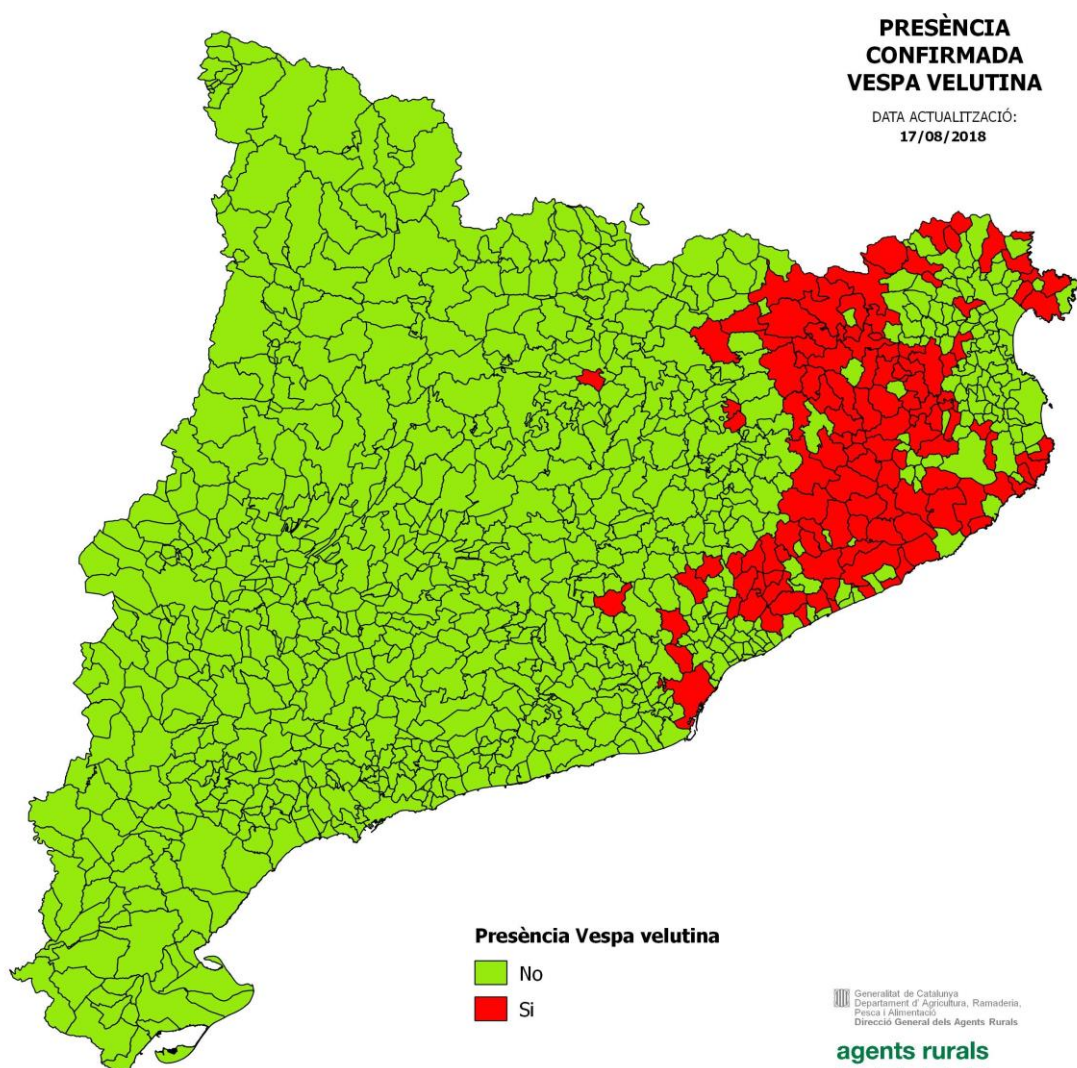 PRESÈNCIA
CONFIRMADA
VESPA VELUTINA
DATA ACTUALITZACIÓ:
17/08/2018
Presència Vespa velutina
No
Si
Generalitat de Catalunya
Departament d' Agricultura, Ramaderia,
Pesca i Alimentació
Direcció General dels Agents Rurals
agents rurals